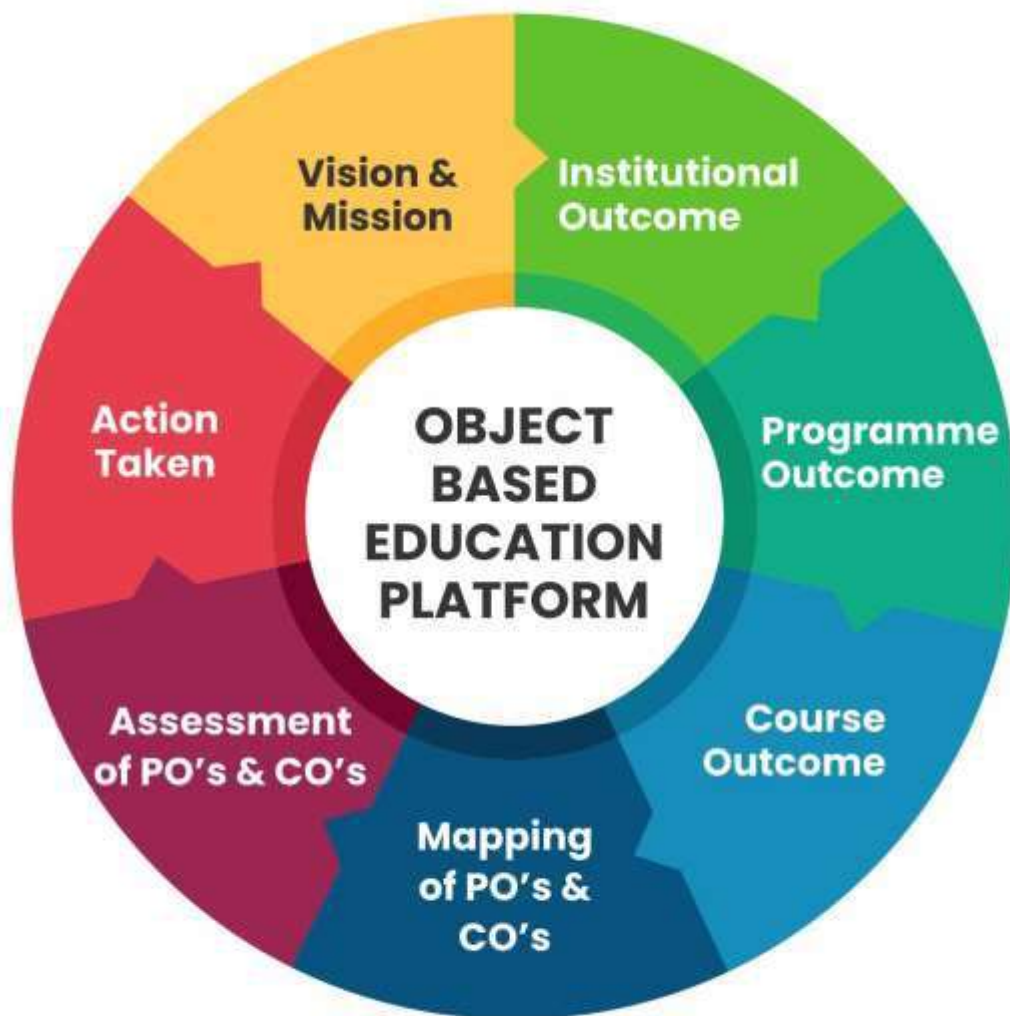 Vision &
Mission
Institutional
Outcome
Programme
Outcome
Course
Outcome
Mapping
of PO's &
CO's
Assessment
of PO's & CO's
Action
Taken
OBJECT
BASED
EDUCATION
PLATFORM